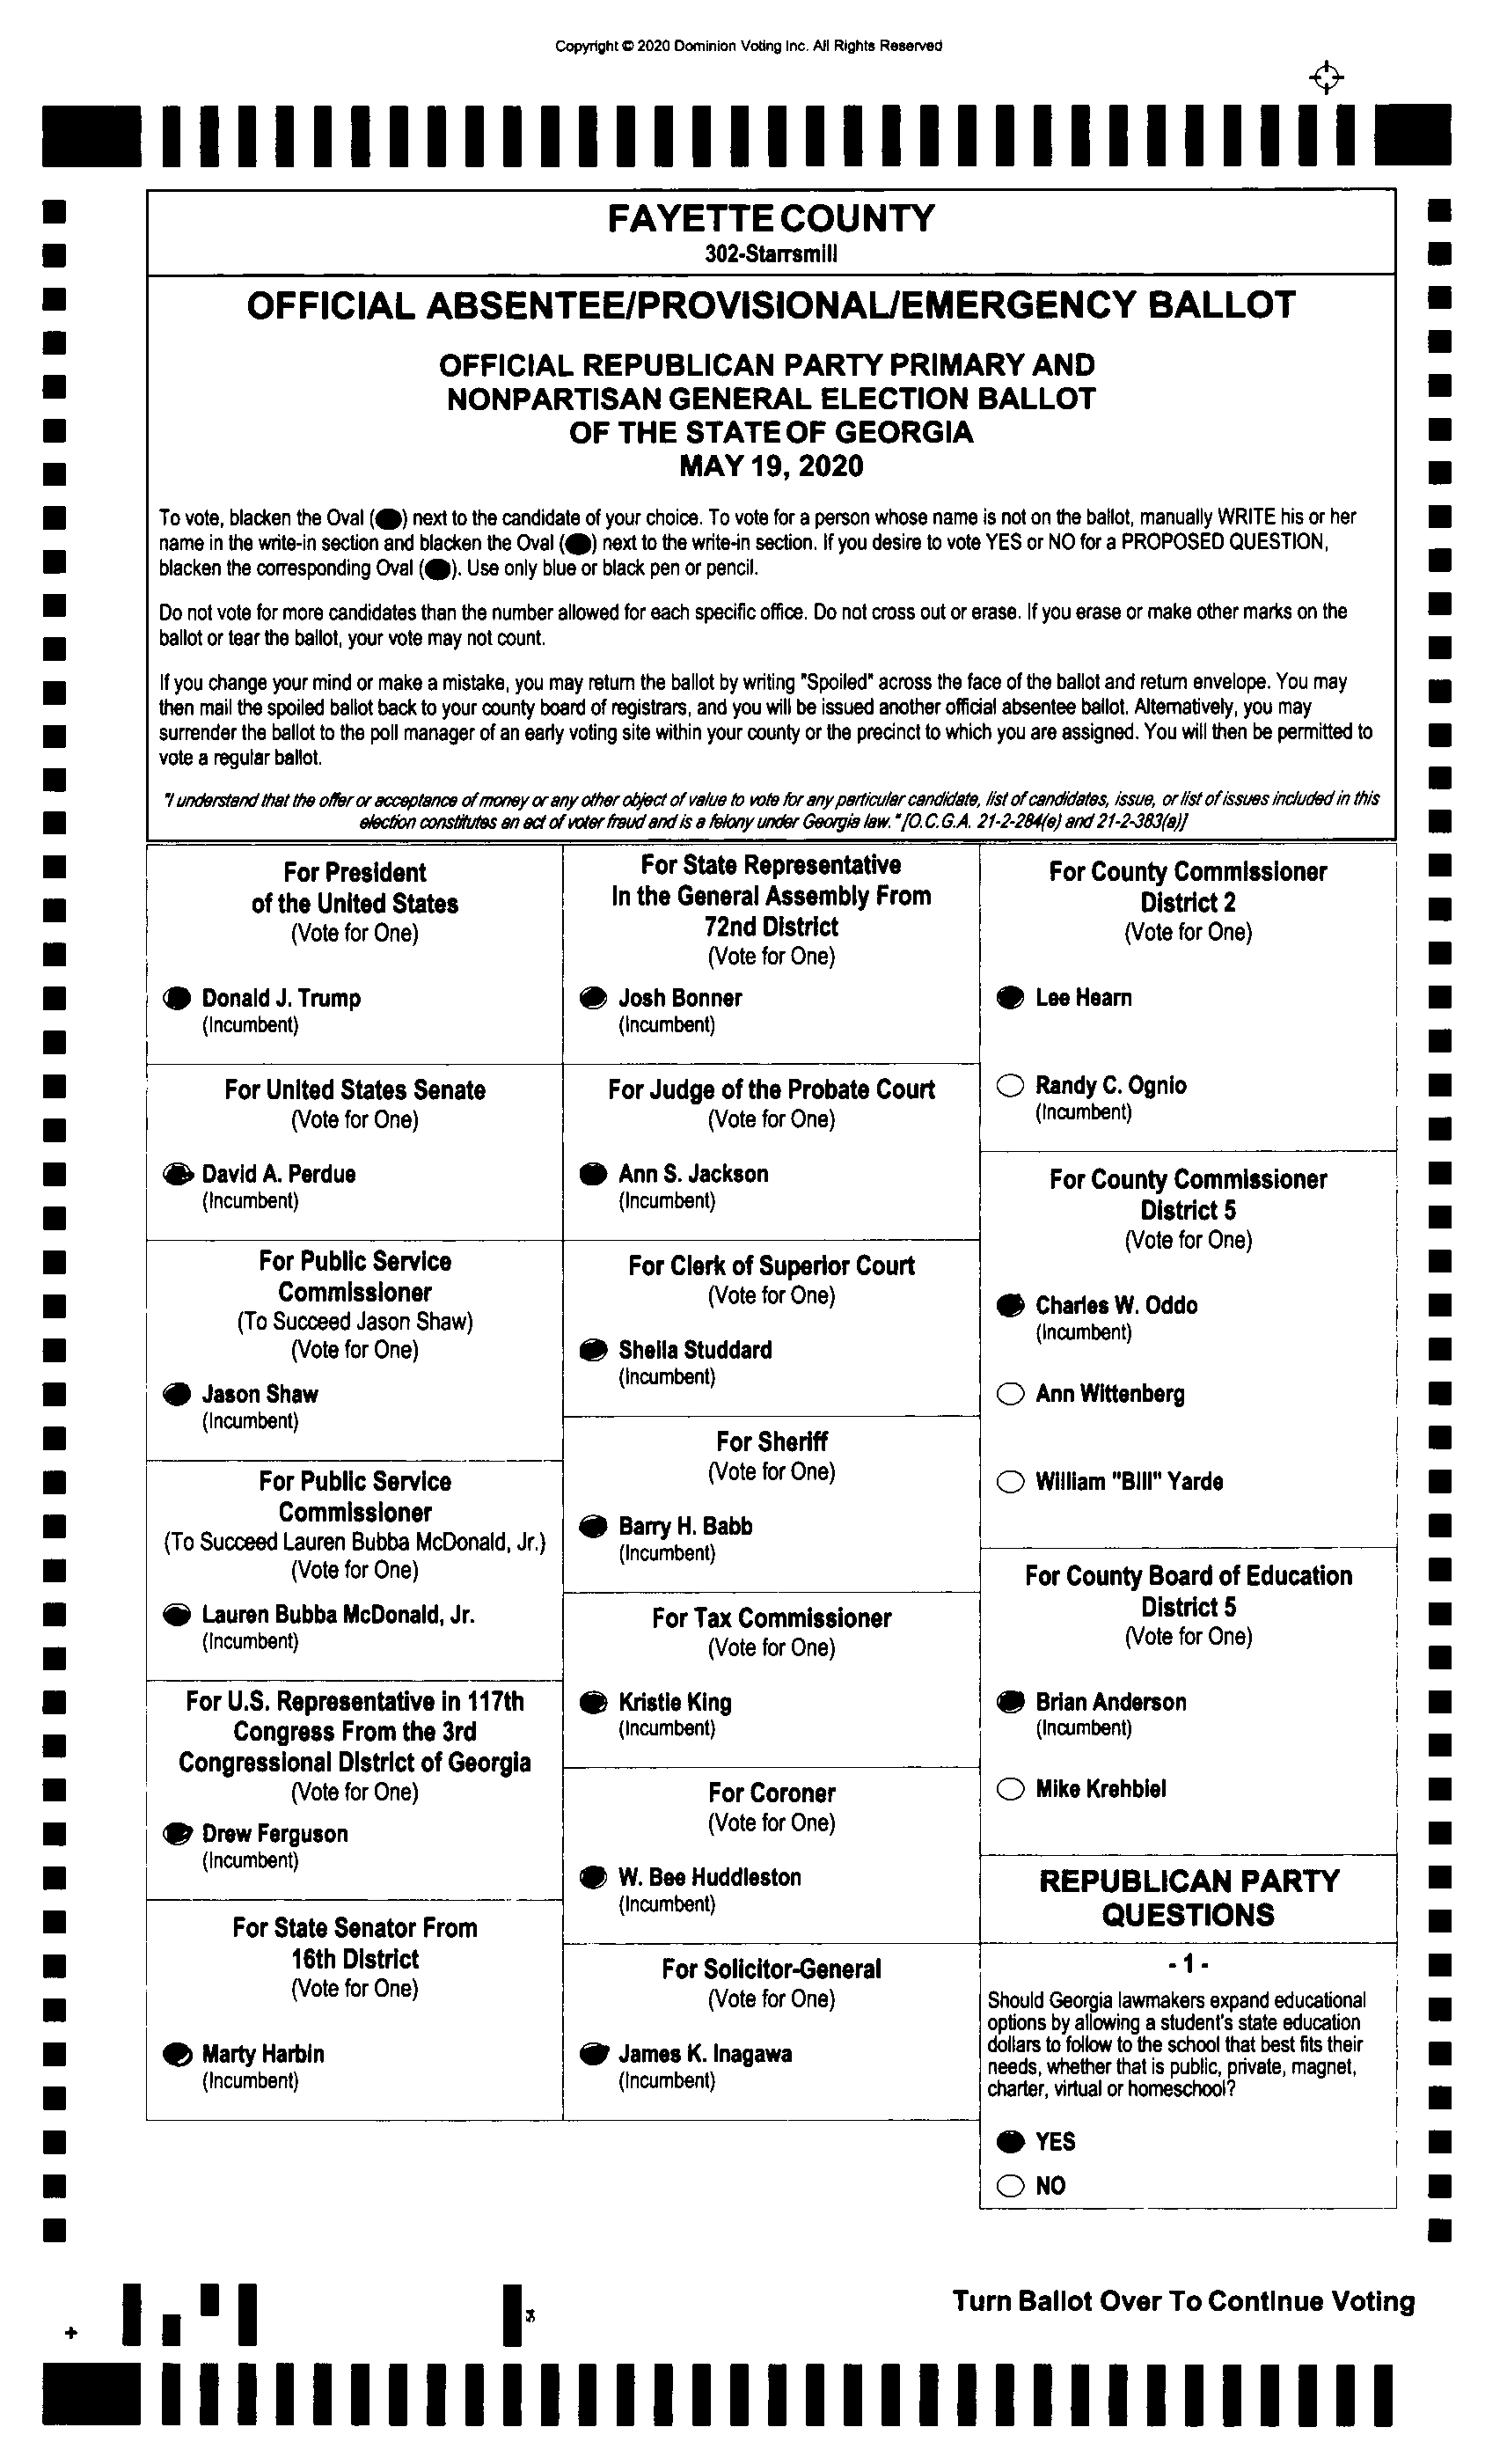 Copyright © 2020 Dominion Voting Inc. All Rights Reserved
FAYETTE COUNTY
302-Starrsmill
OFFICIAL ABSENTEE/PROVISIONAL/EMERGENCY BALLOT
OFFICIAL REPUBLICAN PARTY PRIMARY AND
NONPARTISAN GENERAL ELECTION BALLOT
OF THE STATE OF GEORGIA
MAY 19, 2020
To vote, blacken the Oval (●) next to the candidate of your choice. To vote for a person whose name is not on the ballot, manually WRITE his or her
name in the write-in section and blacken the Oval (●) next to the write-in section. If you desire to vote YES or NO for a PROPOSED QUESTION,
blacken the corresponding Oval (●). Use only blue or black pen or pencil.
Do not vote for more candidates than the number allowed for each specific office. Do not cross out or erase. If you erase or make other marks on the
ballot or tear the ballot, your vote may not count.
If you change your mind or make a mistake, you may return the ballot by writing "Spoiled" across the face of the ballot and return envelope. You may
then mail the spoiled ballot back to your county board of registrars, and you will be issued another official absentee ballot. Alternatively, you may
surrender the ballot to the poll manager of an early voting site within your county or the precinct to which you are assigned. You will then be permitted to
vote a regular ballot.
"I understand that the offer or acceptance of money or any other object of value to vote for any particular candidate, list of candidates, issue, or list of issues included in this
election constitutes an act of voter fraud and is a felony under Georgia law." [O.C.G.A. 21-2-284(e) and 21-2-383(a)]
For President
of the United States
(Vote for One)
Donald J. Trump
(Incumbent)
For United States Senate
(Vote for One)
David A. Perdue
(Incumbent)
For Public Service
Commissioner
(To Succeed Jason Shaw)
(Vote for One)
Jason Shaw
(Incumbent)
For Public Service
Commissioner
(To Succeed Lauren Bubba McDonald, Jr.)
(Vote for One)
Lauren Bubba McDonald, Jr.
(Incumbent)
For U.S. Representative in 117th
Congress From the 3rd
Congressional District of Georgia
(Vote for One)
Drew Ferguson
(Incumbent)
For State Senator From
16th District
(Vote for One)
Marty Harbin
(Incumbent)
For State Representative
In the General Assembly From
72nd District
(Vote for One)
Josh Bonner
(Incumbent)
For Judge of the Probate Court
(Vote for One)
Ann S. Jackson
(Incumbent)
For Clerk of Superior Court
(Vote for One)
Sheila Studdard
(Incumbent)
For Sheriff
(Vote for One)
Barry H. Babb
(Incumbent)
For Tax Commissioner
(Vote for One)
Kristie King
(Incumbent)
For Coroner
(Vote for One)
W. Bee Huddleston
(Incumbent)
For Solicitor-General
(Vote for One)
James K. Inagawa
(Incumbent)
For County Commissioner
District 2
(Vote for One)
Lee Hearn
Randy C. Ognio
(Incumbent)
For County Commissioner
District 5
(Vote for One)
Charles W. Oddo
(Incumbent)
Ann Wittenberg
William "Bill" Yarde
For County Board of Education
District 5
(Vote for One)
Brian Anderson
(Incumbent)
Mike Krehbiel
REPUBLICAN PARTY
QUESTIONS
- 1 -
Should Georgia lawmakers expand educational
options by allowing a student's state education
dollars to follow to the school that best fits their
needs, whether that is public, private, magnet,
charter, virtual or homeschool?
YES
NO
Turn Ballot Over To Continue Voting